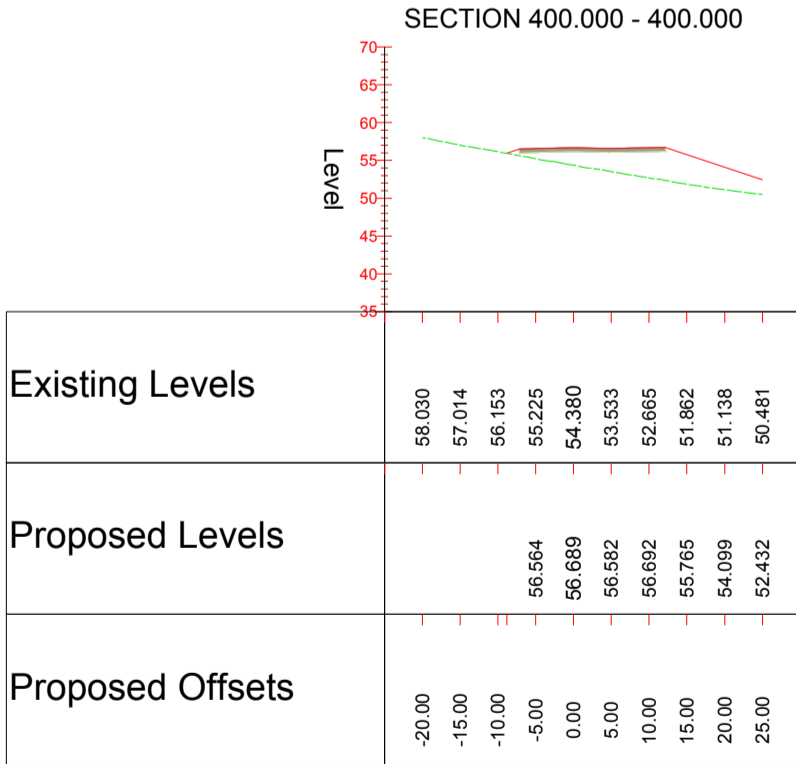 SECTION 400.000 - 400.000
70
65
60
55
50
45
40
35
Level
Existing Levels
58.030 57.014 56.153 55.225 54.380 53.533 52.665 51.862 51.138 50.481
Proposed Levels
56.564 56.689 56.582 56.692 55.765 54.099 52.432
Proposed Offsets
-20.00 -15.00 -10.00 -5.00 0.00 5.00 10.00 15.00 20.00 25.00